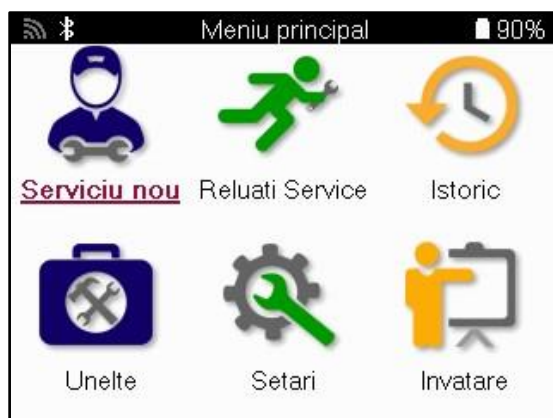 Meniu principal 90%
Serviciu nou Reluati Service Istoric
Unelte Setari Invatare